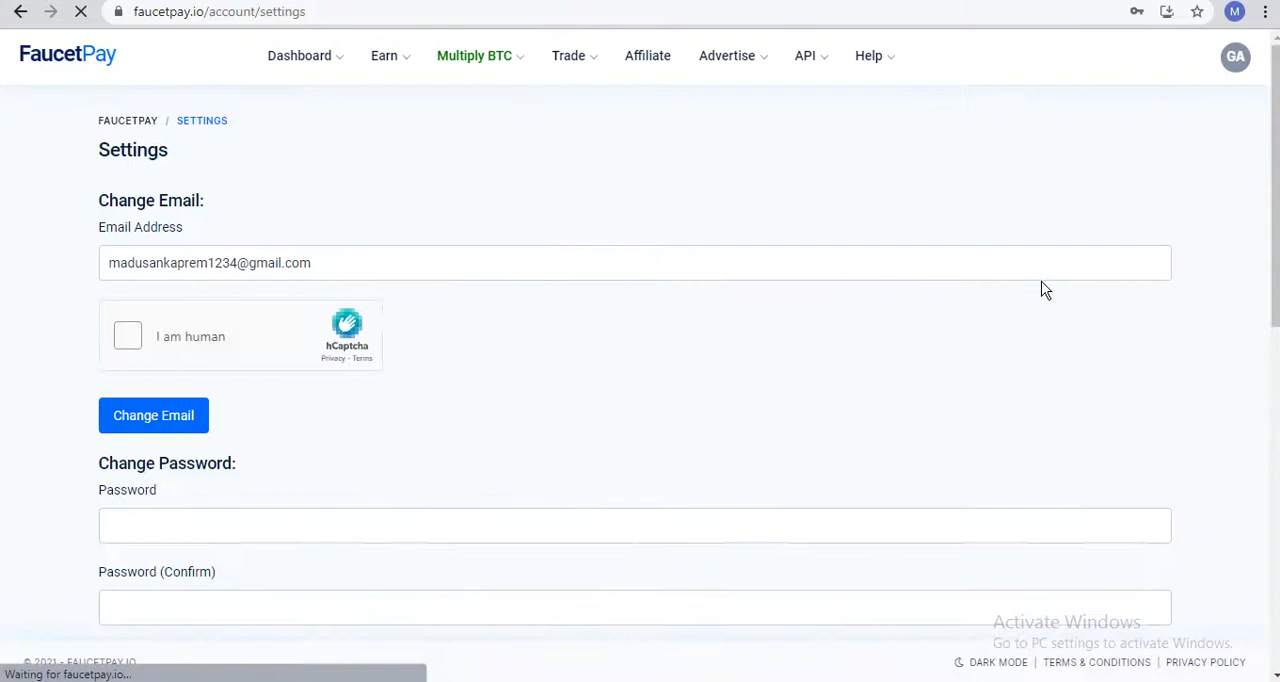 faucetpay.io/account/settings
M
FaucetPay
Dashboard Earn Multiply BTC Trade Affiliate Advertise API Help
GA
FAUCETPAY / SETTINGS
Settings
Change Email:
Email Address
madusankaprem1234@gmail.com
I am human
hCaptcha
Privacy - Terms
Change Email
Change Password:
Password
Password (Confirm)
Activate Windows
Go to PC settings to activate Windows.
© 2021 - FAUCETPAY.IO
DARK MODE | TERMS & CONDITIONS | PRIVACY POLICY
Waiting for faucetpay.io...